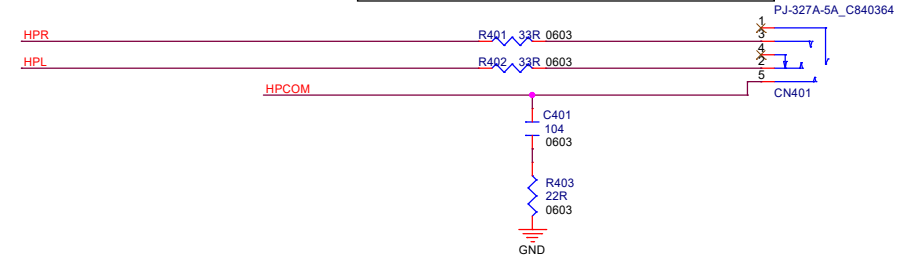 PJ-327A-5A_C840364
1
HPR
R401 33R 0603
3
4
HPL
R402 33R 0603
2
5
HPCOM
CN401
C401
104
0603
R403
22R
0603
GND